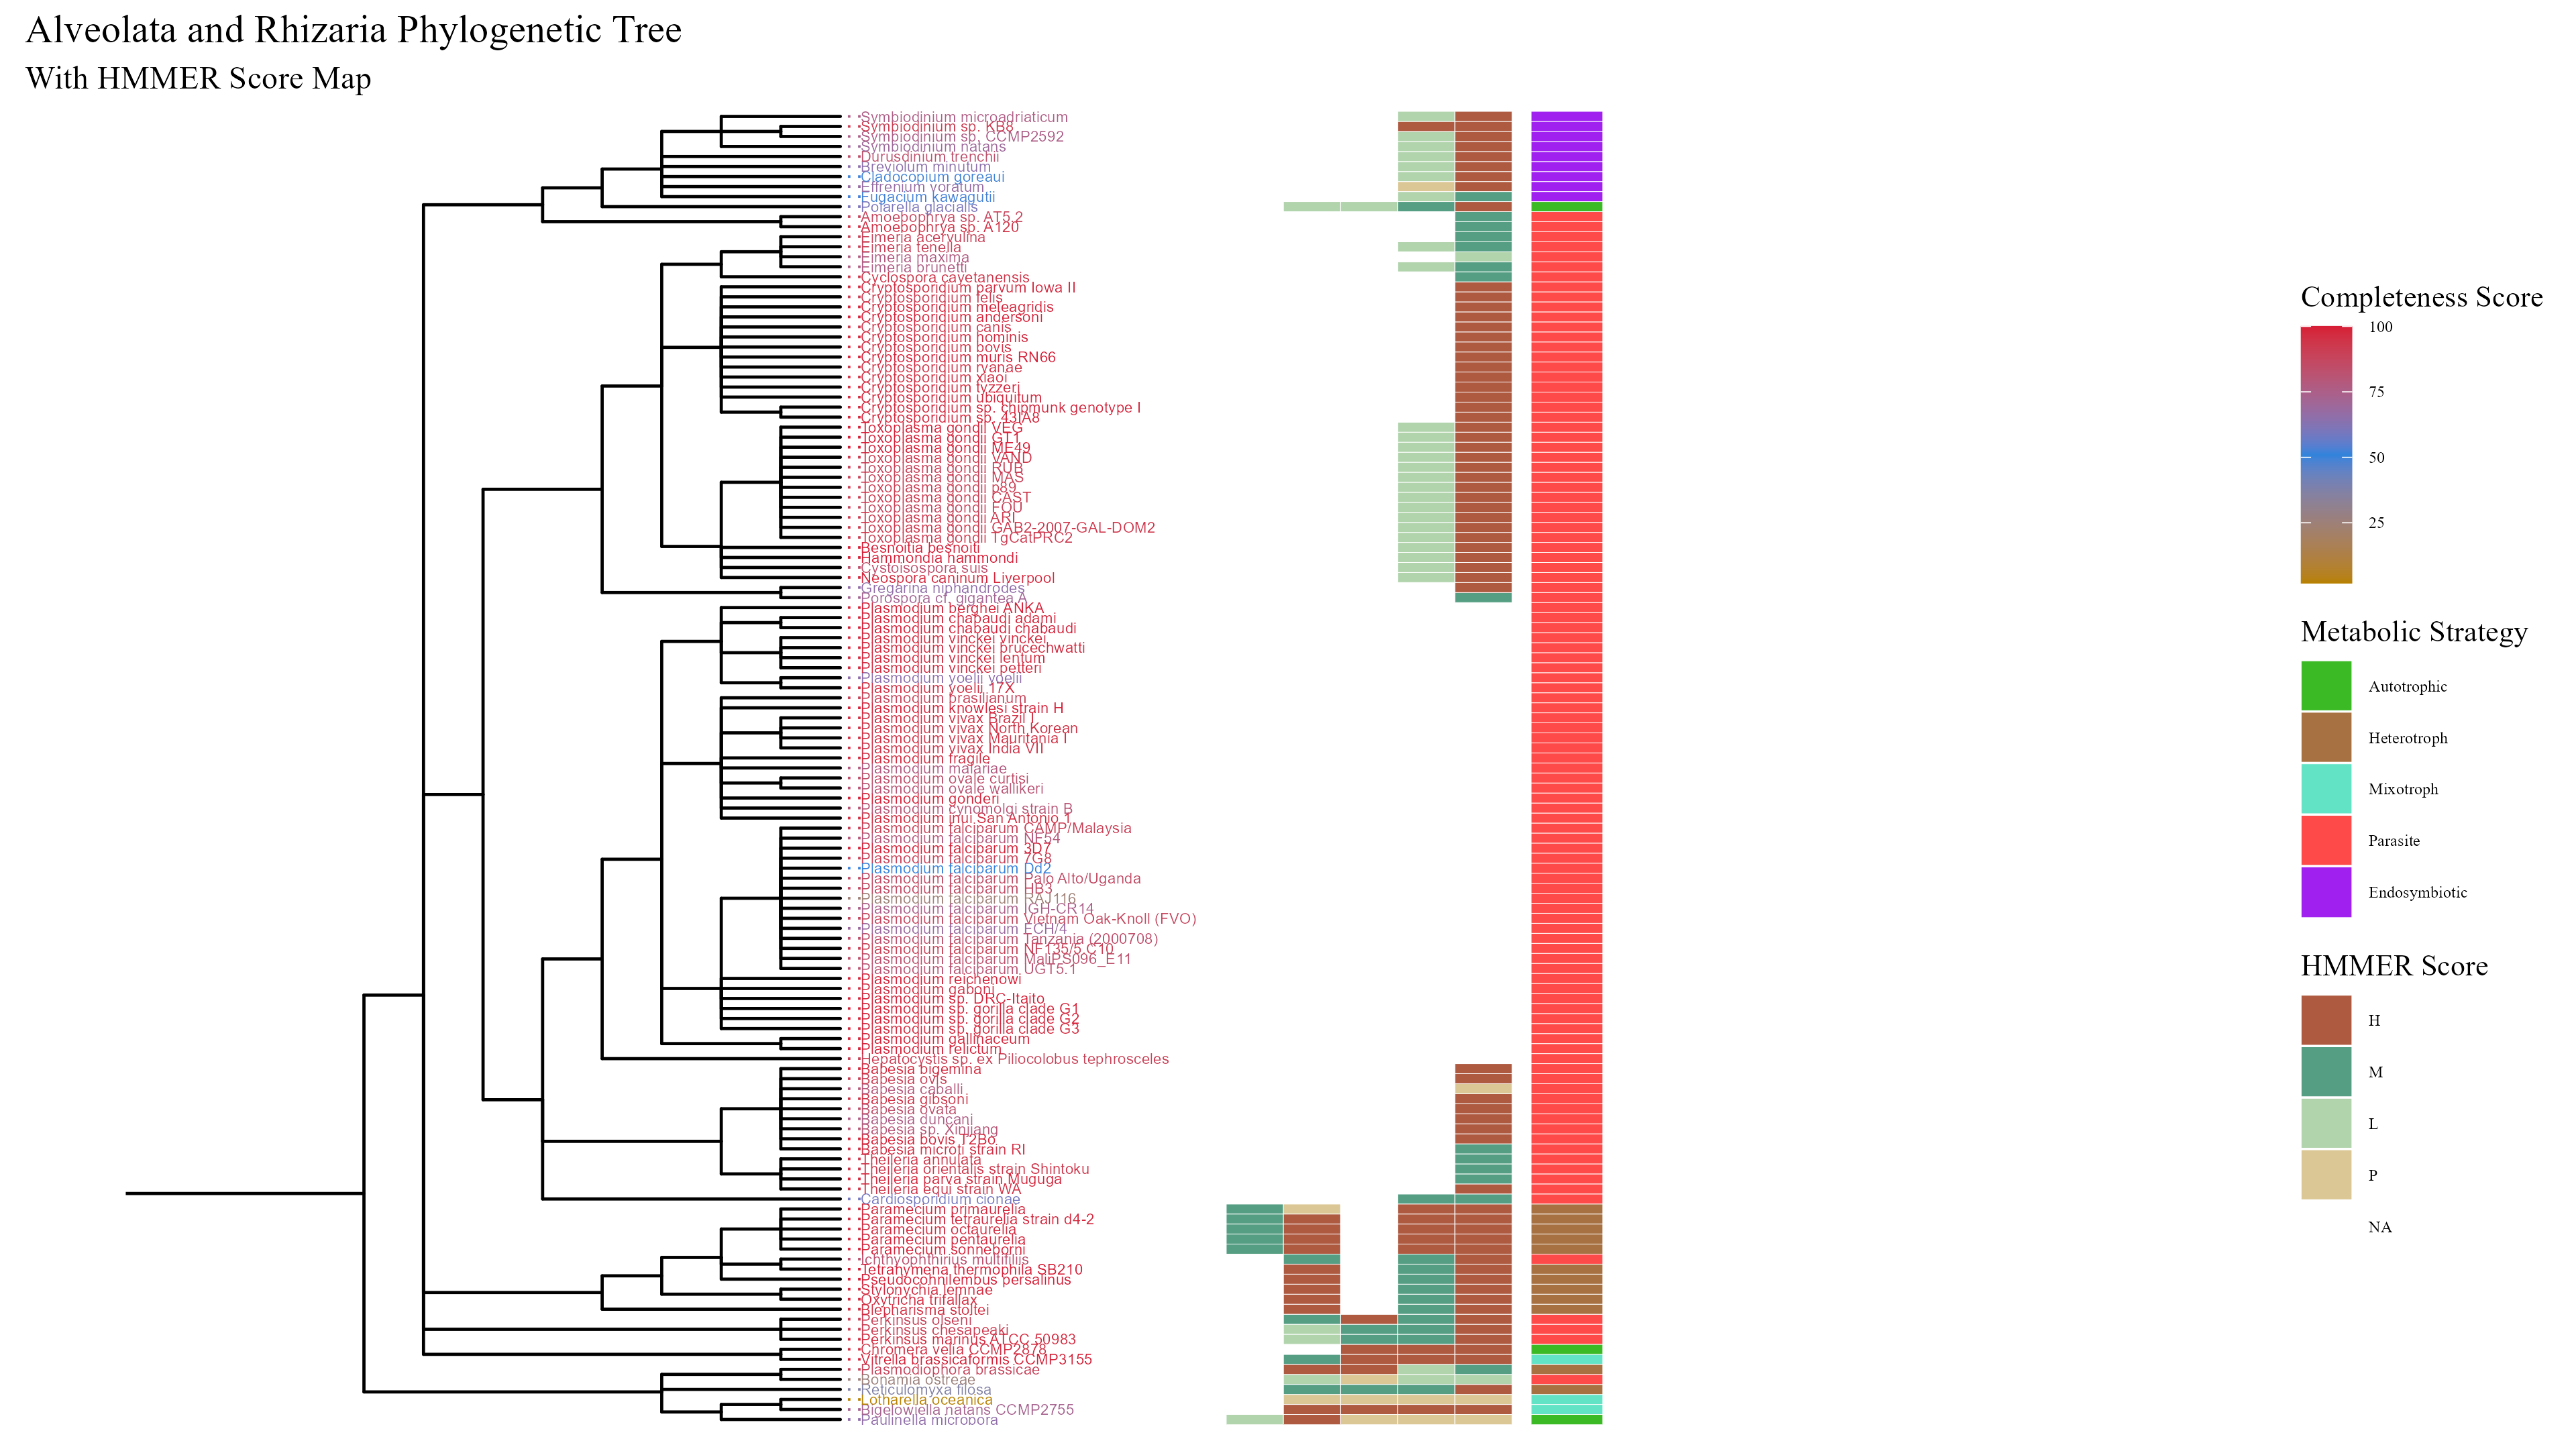 Alveolata and Rhizaria Phylogenetic Tree
With HMMER Score Map
Symbiodinium microadriaticum
Symbiodinium sp. KB8
Symbiodinium sp. CCMP2592
Symbiodinium natans
Durusdinium trenchii
Breviolum minutum
Cladocopium goreaui
Effrenium voratum
Fugacium kawagutii
Polarella glacialis
Amoebophrya sp. AT5.2
Amoebophrya sp. A120
Eimeria acervulina
Eimeria tenella
Eimeria maxima
Eimeria brunetti
Cyclospora cayetanensis
Cryptosporidium parvum Iowa II
Cryptosporidium felis
Cryptosporidium meleagridis
Cryptosporidium andersoni
Cryptosporidium canis
Cryptosporidium hominis
Cryptosporidium bovis
Cryptosporidium muris RN66
Cryptosporidium ryanae
Cryptosporidium xiaoi
Cryptosporidium tyzzeri
Cryptosporidium ubiquitum
Cryptosporidium sp. chipmunk genotype I
Cryptosporidium sp. 43IA8
Toxoplasma gondii VEG
Toxoplasma gondii GT1
Toxoplasma gondii ME49
Toxoplasma gondii VAND
Toxoplasma gondii RUB
Toxoplasma gondii MAS
Toxoplasma gondii p89
Toxoplasma gondii CAST
Toxoplasma gondii FOU
Toxoplasma gondii ARI
Toxoplasma gondii GAB2-2007-GAL-DOM2
Toxoplasma gondii TgCatPRC2
Besnoitia besnoiti
Hammondia hammondi
Cystoisospora suis
Neospora caninum Liverpool
Gregarina niphandrodes
Porospora cf. gigantea A
Plasmodium berghei ANKA
Plasmodium chabaudi adami
Plasmodium chabaudi chabaudi
Plasmodium vinckei vinckei
Plasmodium vinckei brucechwatti
Plasmodium vinckei lentum
Plasmodium vinckei petteri
Plasmodium yoelii yoelii
Plasmodium yoelii 17X
Plasmodium brasilianum
Plasmodium knowlesi strain H
Plasmodium vivax Brazil I
Plasmodium vivax North Korean
Plasmodium vivax Mauritania I
Plasmodium vivax India VII
Plasmodium fragile
Plasmodium malariae
Plasmodium ovale curtisi
Plasmodium ovale wallikeri
Plasmodium gonderi
Plasmodium cynomolgi strain B
Plasmodium inui San Antonio 1
Plasmodium falciparum CAMP/Malaysia
Plasmodium falciparum NF54
Plasmodium falciparum 3D7
Plasmodium falciparum 7G8
Plasmodium falciparum Dd2
Plasmodium falciparum Palo Alto/Uganda
Plasmodium falciparum HB3
Plasmodium falciparum RAJ116
Plasmodium falciparum IGH-CR14
Plasmodium falciparum Vietnam Oak-Knoll (FVO)
Plasmodium falciparum ECH/4
Plasmodium falciparum Tanzania (2000708)
Plasmodium falciparum NF135/5.C10
Plasmodium falciparum MaliPS096_E11
Plasmodium falciparum UGT5.1
Plasmodium reichenowi
Plasmodium gaboni
Plasmodium sp. DRC-Itaito
Plasmodium sp. gorilla clade G1
Plasmodium sp. gorilla clade G2
Plasmodium sp. gorilla clade G3
Plasmodium gallinaceum
Plasmodium relictum
Hepatocystis sp. ex Piliocolobus tephrosceles
Babesia bigemina
Babesia ovis
Babesia caballi
Babesia gibsoni
Babesia ovata
Babesia duncani
Babesia sp. Xinjiang
Babesia bovis T2Bo
Babesia microti strain RI
Theileria annulata
Theileria orientalis strain Shintoku
Theileria parva strain Muguga
Theileria equi strain WA
Cardiosporidium cionae
Paramecium primaurelia
Paramecium tetraurelia strain d4-2
Paramecium octaurelia
Paramecium pentaurelia
Paramecium sonneborni
Ichthyophthirius multifiliis
Tetrahymena thermophila SB210
Pseudocohnilembus persalinus
Stylonychia lemnae
Oxytricha trifallax
Blepharisma stoltei
Perkinsus olseni
Perkinsus chesapeaki
Perkinsus marinus ATCC 50983
Chromera velia CCMP2878
Vitrella brassicaformis CCMP3155
Plasmodiophora brassicae
Bonamia ostreae
Reticulomyxa filosa
Lotharella oceanica
Bigelowiella natans CCMP2755
Paulinella micropora
Completeness Score
100
75
50
25
Metabolic Strategy
Autotrophic
Heterotroph
Mixotroph
Parasite
Endosymbiotic
HMMER Score
H
M
L
P
NA